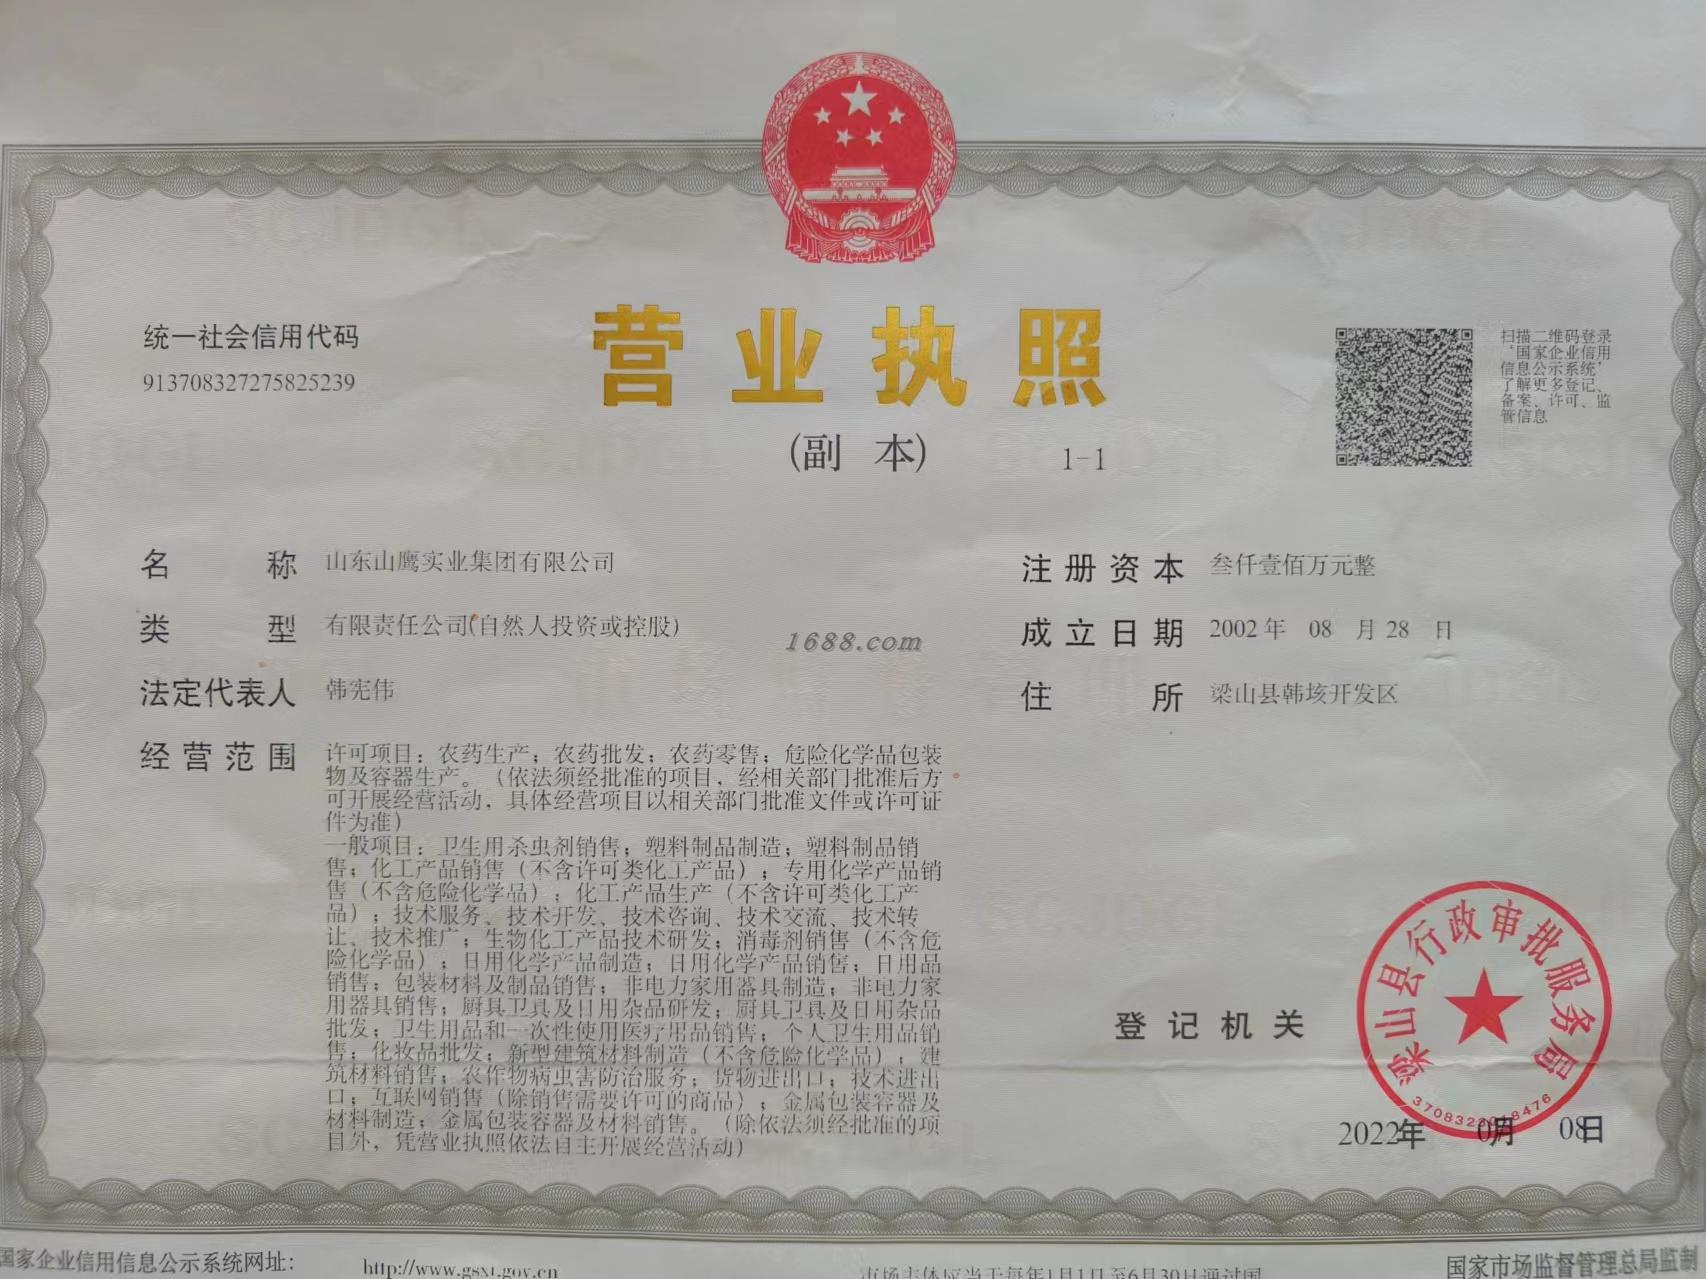 营业执照
(副 本) 1-1
统一社会信用代码
913708327275825239
扫描二维码登录
'国家企业信用
信息公示系统'
了解更多登记、
备案、许可、监
管信息
名 称 山东山鹰实业集团有限公司
类 型 有限责任公司(自然人投资或控股)
法定代表人 韩宪伟
经营范围 许可项目：农药生产；农药批发；农药零售；危险化学品包装
物及容器生产。（依法须经批准的项目，经相关部门批准后方
可开展经营活动，具体经营项目以相关部门批准文件或许可证
件为准）
一般项目：卫生用杀虫剂销售；塑料制品制造；塑料制品销
售；化工产品销售（不含许可类化工产品）；专用化学产品销
售（不含危险化学品）；化工产品生产（不含许可类化工产
品）；技术服务、技术开发、技术咨询、技术交流、技术转
让、技术推广；生物化工产品技术研发；消毒剂销售（不含危
险化学品）；日用化学产品制造；日用化学产品销售；日用品
销售；包装材料及制品销售；非电力家用器具制造；非电力家
用器具销售；厨具卫具及日用杂品研发；厨具卫具及日用杂品
批发；卫生用品和一次性使用医疗用品销售；个人卫生用品销
售；化妆品批发；新型建筑材料制造（不含危险化学品）；建
筑材料销售；农作物病虫害防治服务；货物进出口；技术进出
口；互联网销售（除销售需要许可的商品）；金属包装容器及
材料制造；金属包装容器及材料销售。（除依法须经批准的项
目外，凭营业执照依法自主开展经营活动）
1688.com
注册资本 叁仟壹佰万元整
成立日期 2002年 08 月 28 日
住 所 梁山县韩垓开发区
登记机关
梁山县行政审批服务局
2022年 月 08日
国家企业信用信息公示系统网址：
http://www.gsxt.gov.cn
市场主体应当于每年1月1日至6月30日通过国
国家市场监督管理总局监制